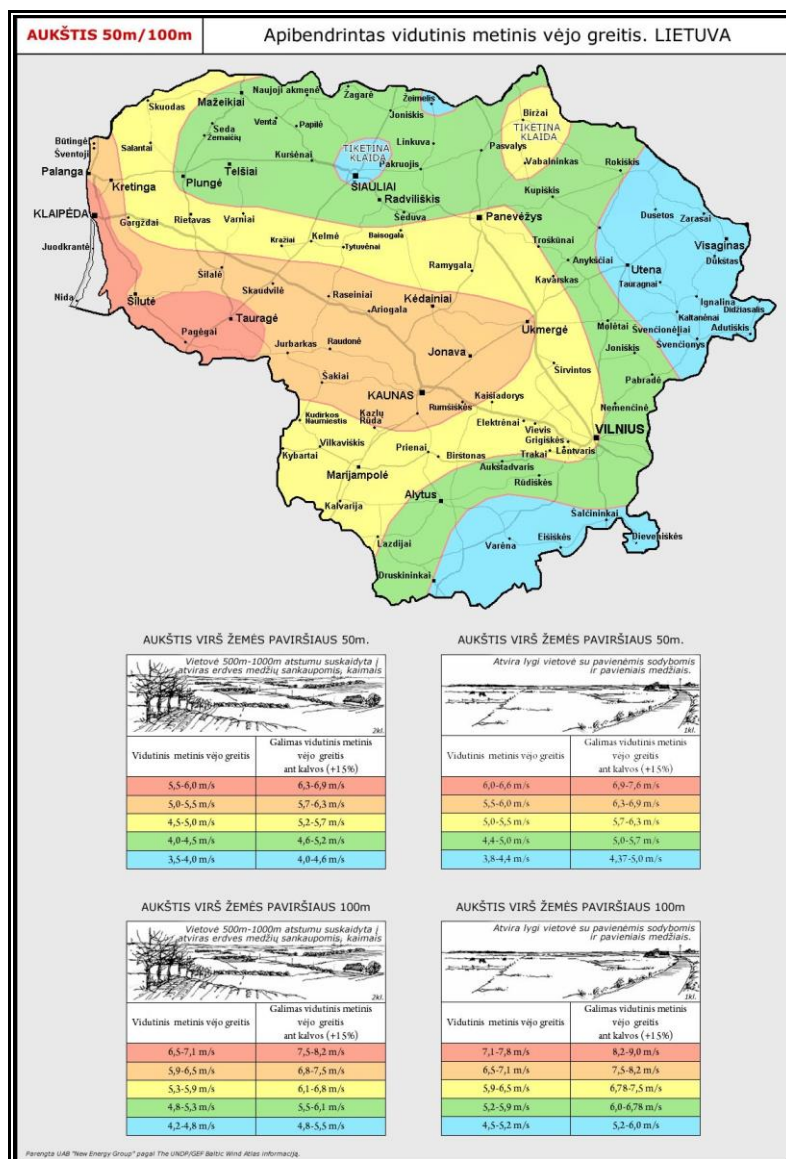 AUKŠTIS 50m/100m
Apibendrintas vidutinis metinis vėjo greitis. LIETUVA
Skuodas
Mažeikiai
Naujoji akmenė
Žagarė
Žeimelis
Joniškis
Biržai
TIKĖTINA
KLAIDA
Būtingė
Šventoji
Salantai
Seda
Žemaičių
Venta
Papilė
Kuršėnai
TIKĖTINA
KLAIDA
Linkuva
Pakruojis
Pasvalys
Vabalninkas
Rokiškis
Palanga
Kretinga
Plungė
Telšiai
ŠIAULIAI
Radviliškis
Kupiškis
KLAIPĖDA
Gargždai
Rietavas
Varniai
Šeduva
Panevėžys
Dusetos
Zarasai
Juodkrantė
Kražiai
Kelmė
Tytuvėnai
Baisogala
Troškūnai
Visaginas
Dūkštas
Šilalė
Ramygala
Anykščiai
Utena
Kavarskas
Tauragnai
Nida
Šilutė
Skaudvilė
Raseiniai
Ariogala
Kėdainiai
Ignalina
Didžiasalis
Tauragė
Ukmergė
Molėtai
Kaltanėnai
Švenčionėliai
Adutiškis
Pagėgai
Jurbarkas
Raudonė
Jonava
Joniškis
Švenčionys
Šakiai
Širvintos
Pabradė
KAUNAS
Rumšiškės
Kaišiadorys
Nemenčinė
Kudirkos
Naumiestis
Kazlų
Rūda
Elektrėnai
Vievis
Grigiškės
VILNIUS
Kybartai
Vilkaviškis
Prienai
Birštonas
Trakai
Lentvaris
Marijampolė
Aukštadvaris
Rūdiškės
Kalvarija
Alytus
Šalčininkai
Lazdijai
Varėna
Eišiškės
Dieveniškės
Druskininkai
AUKŠTIS VIRŠ ŽEMĖS PAVIRŠIAUS 50m.
Vietovė 500m-1000m atstumu suskaidyta į
atviras erdves medžių sankaupomis, kaimais
2kl.
Vidutinis metinis vėjo greitis
Galimas vidutinis metinis
vėjo greitis
ant kalvos (+15%)
5,5-6,0 m/s 6,3-6,9 m/s
5,0-5,5 m/s 5,7-6,3 m/s
4,5-5,0 m/s 5,2-5,7 m/s
4,0-4,5 m/s 4,6-5,2 m/s
3,5-4,0 m/s 4,0-4,6 m/s
AUKŠTIS VIRŠ ŽEMĖS PAVIRŠIAUS 50m.
Atvira lygi vietovė su pavienėmis sodybomis
ir pavieniais medžiais.
1kl.
Vidutinis metinis vėjo greitis
Galimas vidutinis metinis
vėjo greitis
ant kalvos (+15%)
6,0-6,6 m/s 6,9-7,6 m/s
5,5-6,0 m/s 6,3-6,9 m/s
5,0-5,5 m/s 5,7-6,3 m/s
4,4-5,0 m/s 5,0-5,7 m/s
3,8-4,4 m/s 4,37-5,0 m/s
AUKŠTIS VIRŠ ŽEMĖS PAVIRŠIAUS 100m
Vietovė 500m-1000m atstumu suskaidyta į
atviras erdves medžių sankaupomis, kaimais
2kl.
Vidutinis metinis vėjo greitis
Galimas vidutinis metinis
vėjo greitis
ant kalvos (+15%)
6,5-7,1 m/s 7,5-8,2 m/s
5,9-6,5 m/s 6,8-7,5 m/s
5,3-5,9 m/s 6,1-6,8 m/s
4,8-5,3 m/s 5,5-6,1 m/s
4,2-4,8 m/s 4,8-5,5 m/s
AUKŠTIS VIRŠ ŽEMĖS PAVIRŠIAUS 100m
Atvira lygi vietovė su pavienėmis sodybomis
ir pavieniais medžiais.
1kl.
Vidutinis metinis vėjo greitis
Galimas vidutinis metinis
vėjo greitis
ant kalvos (+15%)
7,1-7,8 m/s 8,2-9,0 m/s
6,5-7,1 m/s 7,5-8,2 m/s
5,9-6,5 m/s 6,78-7,5 m/s
5,2-5,9 m/s 6,0-6,78 m/s
4,5-5,2 m/s 5,2-6,0 m/s
Parengta UAB "New Energy Group" pagal The UNDP/GEF Baltic Wind Atlas informaciją.